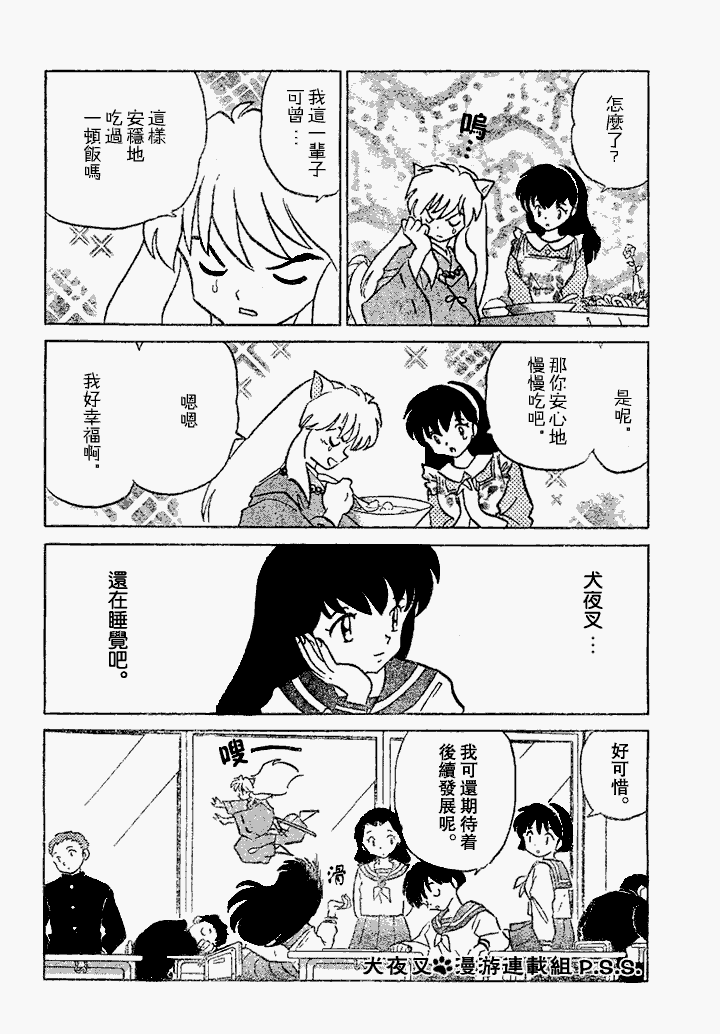 怎麼了?
嗚…
我這一輩子
可曾…
這樣
安穩地
吃過
一頓飯嗎
是呢.
那你安心地
慢慢吃吧.
嗯嗯
我好幸福啊.
犬夜叉…
還在睡覺吧。
好可惜。
我可還期待着
後續發展呢。
嗖一
滑
犬夜叉 漫游連載組 P.S.S.